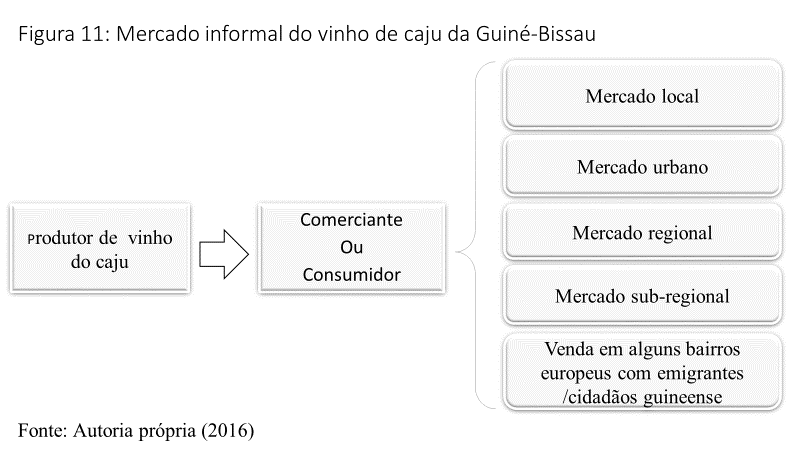 Figura 11: Mercado informal do vinho de caju da Guiné-Bissau
Produtor de vinho
do caju
Comerciante
Ou
Consumidor
Mercado local
Mercado urbano
Mercado regional
Mercado sub-regional
Venda em alguns bairros
europeus com emigrantes
/cidadãos guineense
Fonte: Autoria própria (2016)